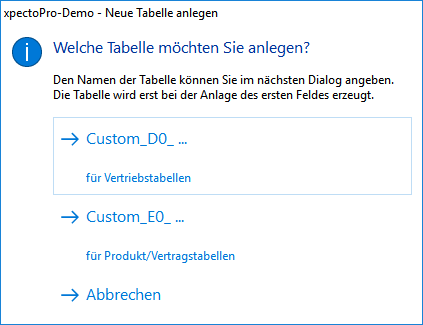 xpectoPro-Demo - Neue Tabelle anlegen
Welche Tabelle möchten Sie anlegen?
Den Namen der Tabelle können Sie im nächsten Dialog angeben.
Die Tabelle wird erst bei der Anlage des ersten Feldes erzeugt.
Custom_D0_ ...
für Vertriebstabellen
Custom_E0_ ...
für Produkt/Vertragstabellen
Abbrechen